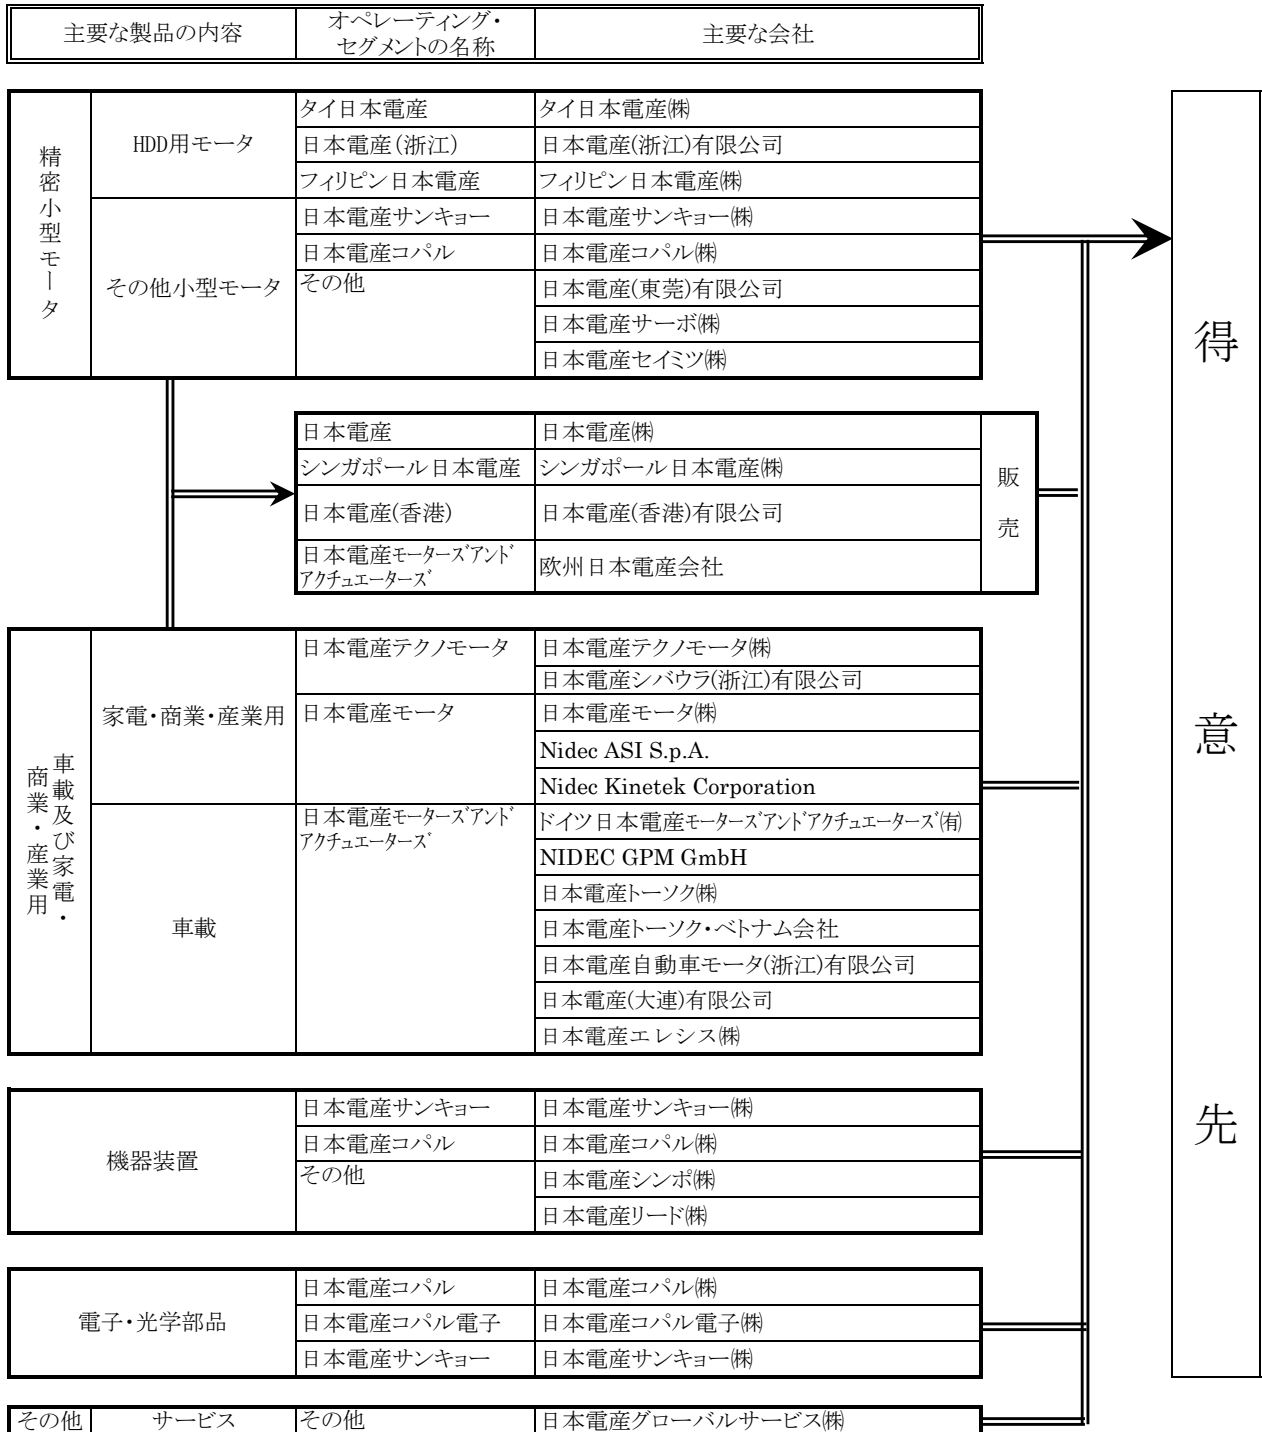 主要な製品の内容
オペレーティング・
セグメントの名称
主要な会社
精密小型モータ
HDD用モータ
タイ日本電産
タイ日本電産㈱
日本電産(浙江)
日本電産(浙江)有限公司
フィリピン日本電産
フィリピン日本電産㈱
その他小型モータ
日本電産サンキョー
日本電産サンキョー㈱
日本電産コパル
日本電産コパル㈱
その他
日本電産(東莞)有限公司
日本電産サーボ㈱
日本電産セイミツ㈱
日本電産
日本電産㈱
シンガポール日本電産
シンガポール日本電産㈱
日本電産(香港)
日本電産(香港)有限公司
日本電産モーターズアンド
アクチュエーターズ
欧州日本電産会社
販売
車載及び家電・
商業・産業用
家電・商業・産業用
日本電産テクノモータ
日本電産テクノモータ㈱
日本電産シバウラ(浙江)有限公司
日本電産モータ
日本電産モータ㈱
Nidec ASI S.p.A.
Nidec Kinetek Corporation
車載
日本電産モーターズアンド
アクチュエーターズ
ドイツ日本電産モーターズアンドアクチュエーターズ㈲
NIDEC GPM GmbH
日本電産トーソク㈱
日本電産トーソク・ベトナム会社
日本電産自動車モータ(浙江)有限公司
日本電産(大連)有限公司
日本電産エレシス㈱
機器装置
日本電産サンキョー
日本電産サンキョー㈱
日本電産コパル
日本電産コパル㈱
その他
日本電産シンポ㈱
日本電産リード㈱
電子・光学部品
日本電産コパル
日本電産コパル㈱
日本電産コパル電子
日本電産コパル電子㈱
日本電産サンキョー
日本電産サンキョー㈱
その他
サービス
その他
日本電産グローバルサービス㈱
得意先